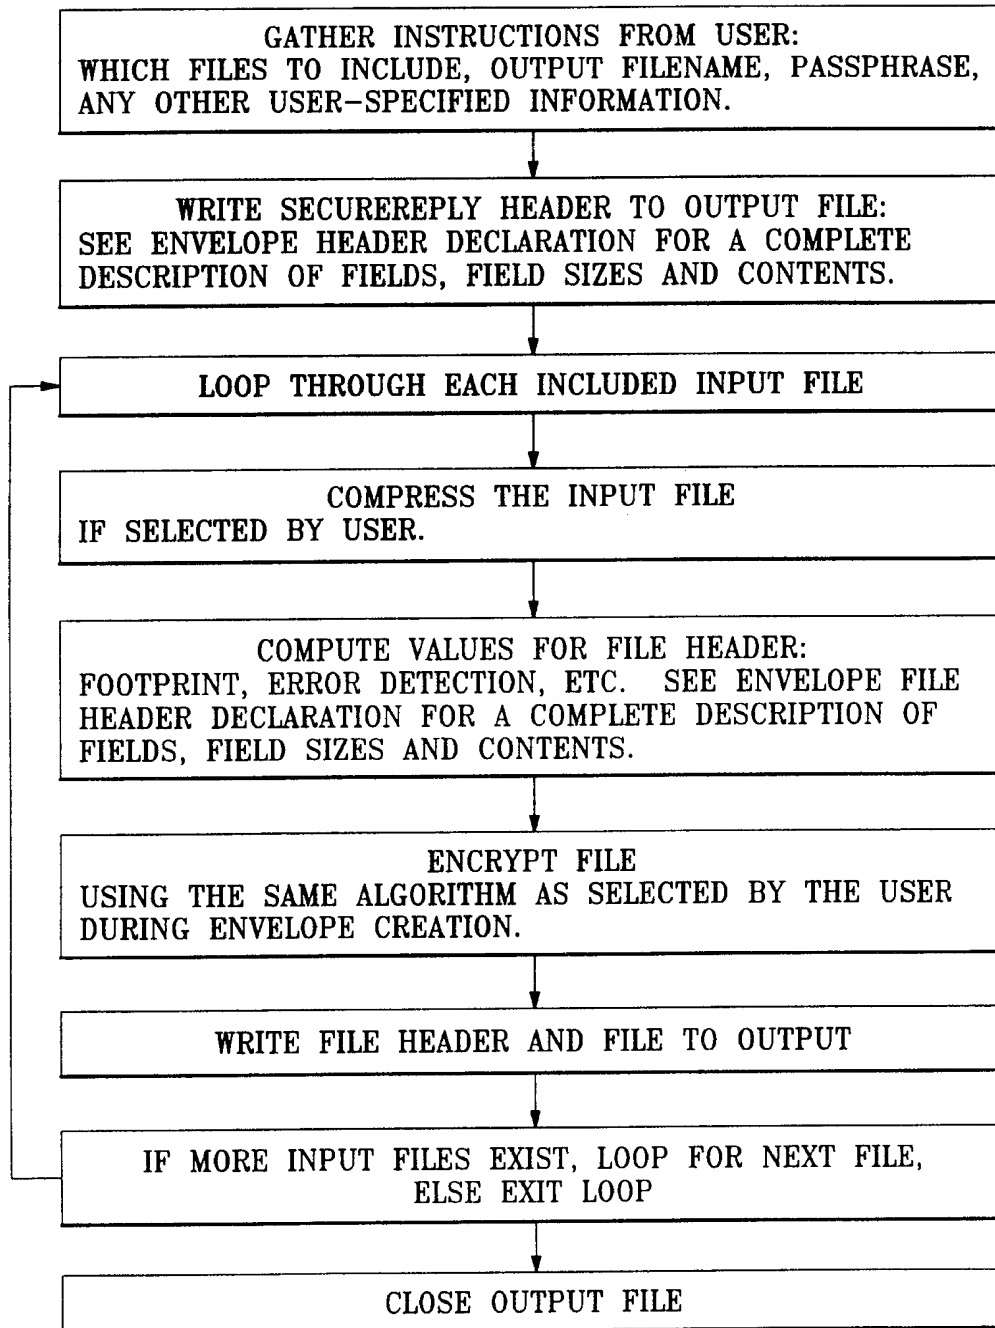 GATHER INSTRUCTIONS FROM USER:
WHICH FILES TO INCLUDE, OUTPUT FILENAME, PASSPHRASE,
ANY OTHER USER-SPECIFIED INFORMATION.
WRITE SECUREREPLY HEADER TO OUTPUT FILE:
SEE ENVELOPE HEADER DECLARATION FOR A COMPLETE
DESCRIPTION OF FIELDS, FIELD SIZES AND CONTENTS.
LOOP THROUGH EACH INCLUDED INPUT FILE
COMPRESS THE INPUT FILE
IF SELECTED BY USER.
COMPUTE VALUES FOR FILE HEADER:
FOOTPRINT, ERROR DETECTION, ETC. SEE ENVELOPE FILE
HEADER DECLARATION FOR A COMPLETE DESCRIPTION OF
FIELDS, FIELD SIZES AND CONTENTS.
ENCRYPT FILE
USING THE SAME ALGORITHM AS SELECTED BY THE USER
DURING ENVELOPE CREATION.
WRITE FILE HEADER AND FILE TO OUTPUT
IF MORE INPUT FILES EXIST, LOOP FOR NEXT FILE,
ELSE EXIT LOOP
CLOSE OUTPUT FILE